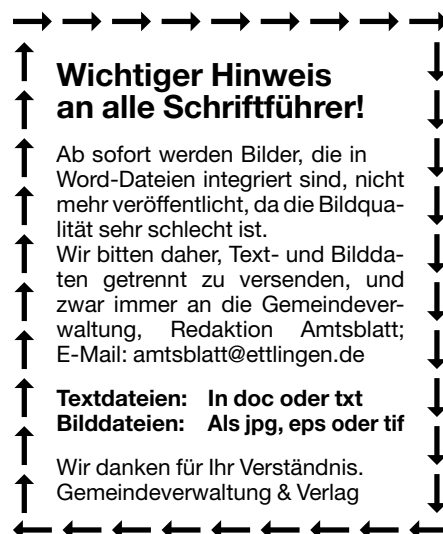 Wichtiger Hinweis
an alle Schriftführer!
Ab sofort werden Bilder, die in
Word-Dateien integriert sind, nicht
mehr veröffentlicht, da die Bildqua-
lität sehr schlecht ist.
Wir bitten daher, Text- und Bildda-
ten getrennt zu versenden, und
zwar immer an die Gemeindever-
waltung, Redaktion Amtsblatt;
E-Mail: amtsblatt@ettlingen.de
Textdateien: In doc oder txt
Bilddateien: Als jpg, eps oder tif
Wir danken für Ihr Verständnis.
Gemeindeverwaltung & Verlag